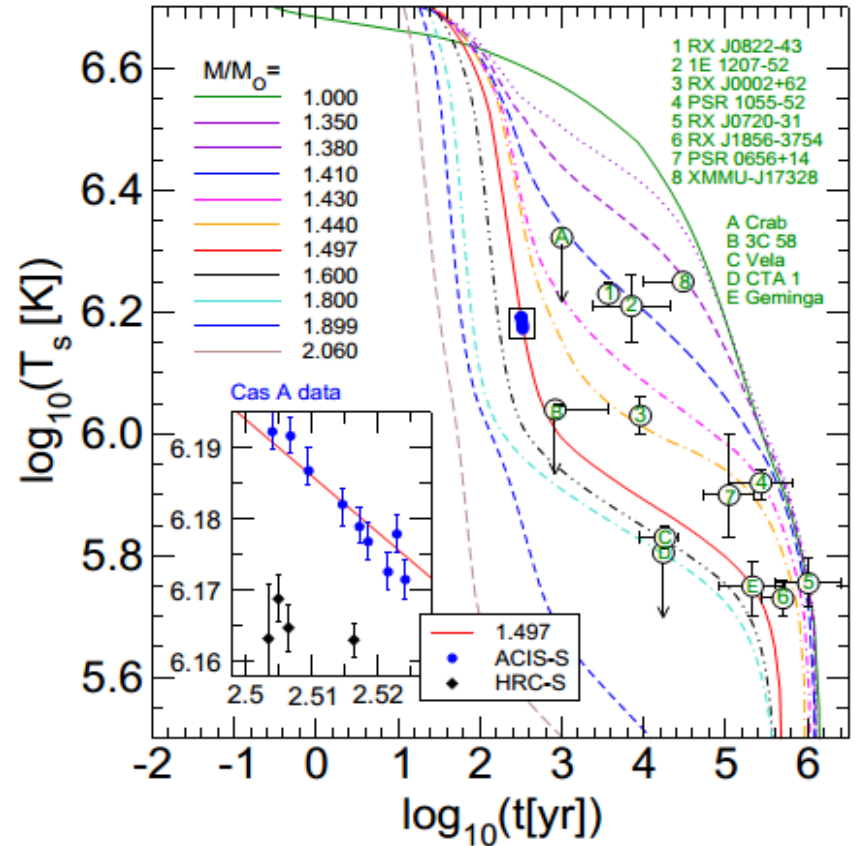 log10(Ts [K])
6.6
6.4
6.2
6.0
5.8
5.6
M/MO=
1.000
1.350
1.380
1.410
1.430
1.440
1.497
1.600
1.800
1.899
2.060
1 RX J0822-43
2 1E 1207-52
3 RX J0002+62
4 PSR 1055-52
5 RX J0720-31
6 RX J1856-3754
7 PSR 0656+14
8 XMMU-J17328
A Crab
B 3C 58
C Vela
D CTA 1
E Geminga
A
1
2
8
B
3
4
7
C
D
E
6
5
Cas A data
6.19
6.18
6.17
6.16
2.5
2.51
2.52
1.497
ACIS-S
HRC-S
-2 -1 0 1 2 3 4 5 6
log10(t[yr])